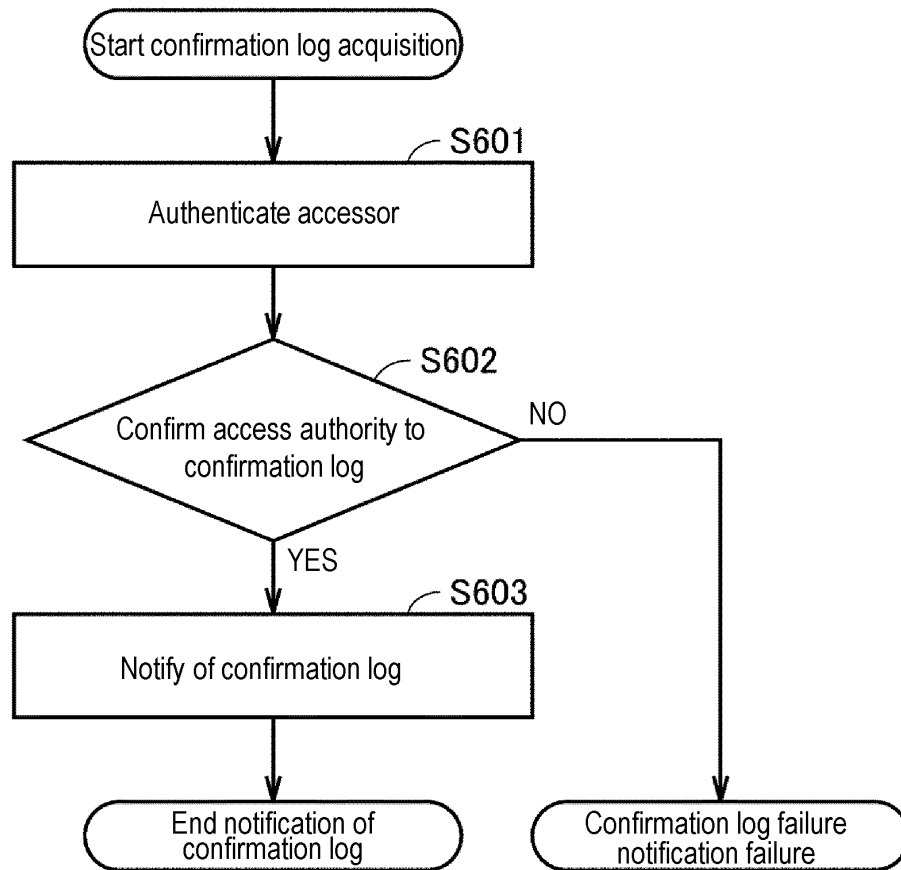 Start confirmation log acquisition
S601
Authenticate accessor
S602
Confirm access authority to
confirmation log
NO
YES
S603
Notify of confirmation log
End notification of
confirmation log
Confirmation log failure
notification failure